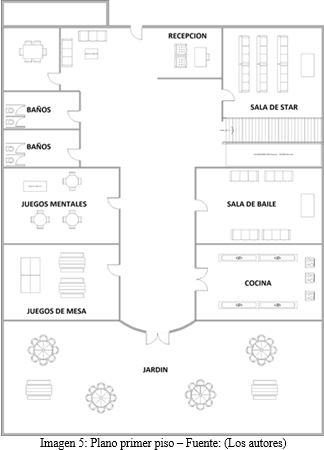 RECEPCION
SALA DE STAR
BAÑOS
BAÑOS
JUEGOS MENTALES
SALA DE BAILE
COCINA
JUEGOS DE MESA
JARDIN
Imagen 5: Plano primer piso – Fuente: (Los autores)